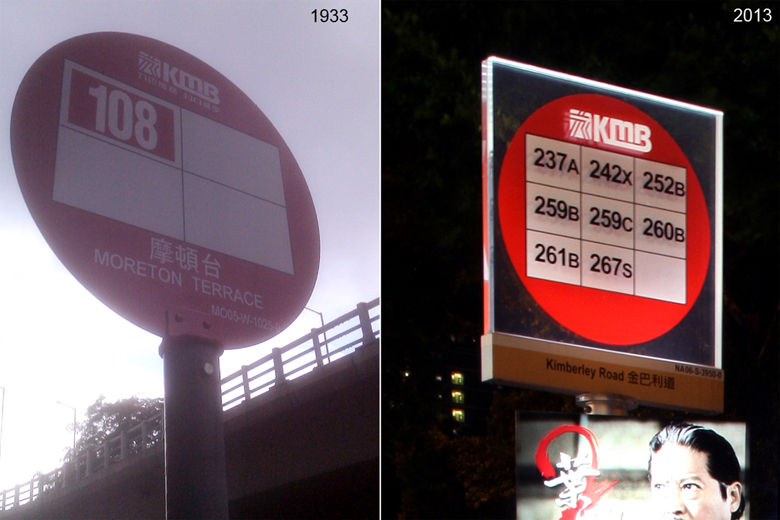 1933
KMB
108
摩頓台
MORETON TERRACE
2013
KMB
237A 242X 252B
259B 259C 260B
261B 267S
Kimberley Road 金巴利道
葉